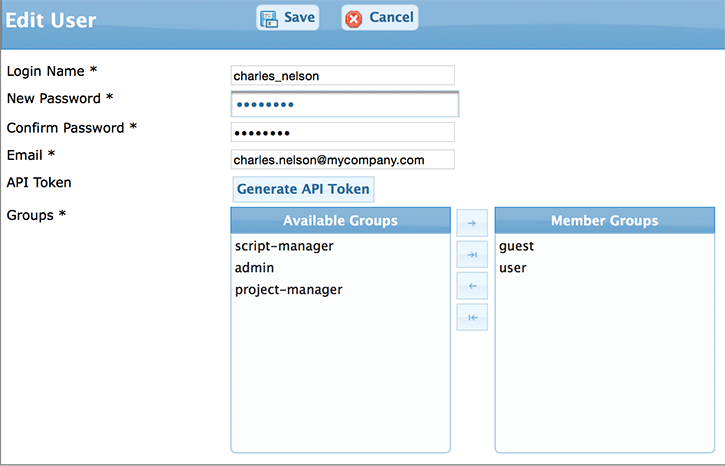 Edit User
Save
Cancel
Login Name *
charles_nelson
New Password *
••••••••
Confirm Password *
••••••••
Email *
charles.nelson@mycompany.com
API Token
Generate API Token
Groups *
Available Groups
Member Groups
script-manager
guest
admin
user
project-manager